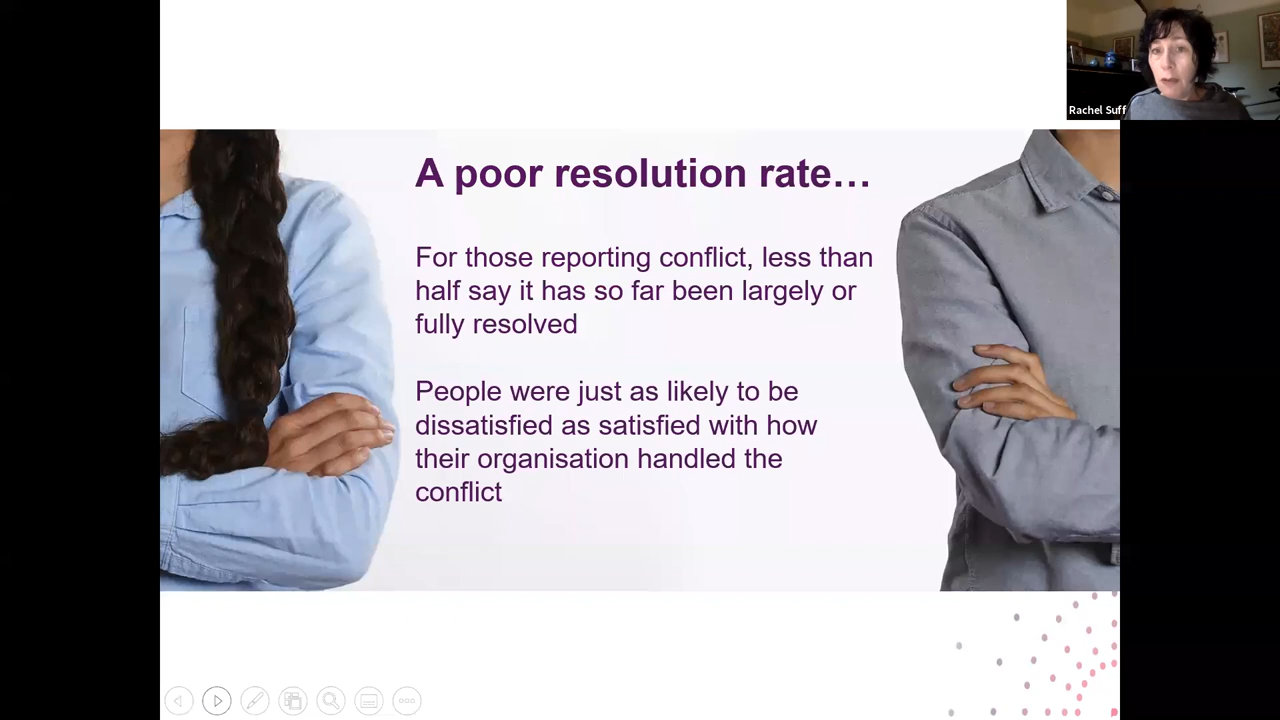 Rachel Suff
A poor resolution rate…
For those reporting conflict, less than
half say it has so far been largely or
fully resolved
People were just as likely to be
dissatisfied as satisfied with how
their organisation handled the
conflict